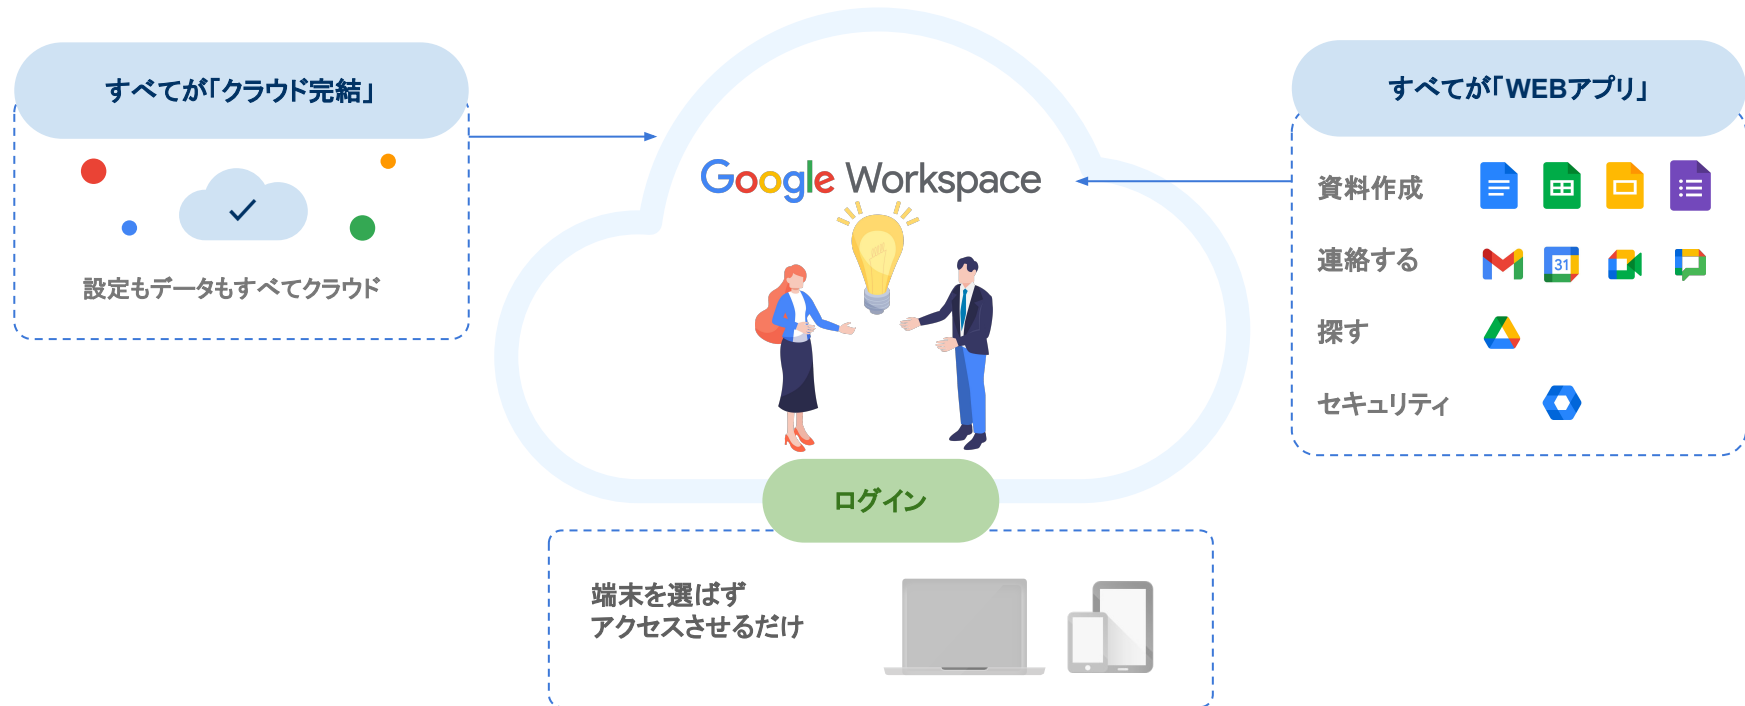 すべてが「クラウド完結」
設定もデータもすべてクラウド
Google Workspace
すべてが「WEBアプリ」
資料作成
連絡する
31
探す
セキュリティ
ログイン
端末を選ばず
アクセスさせるだけ